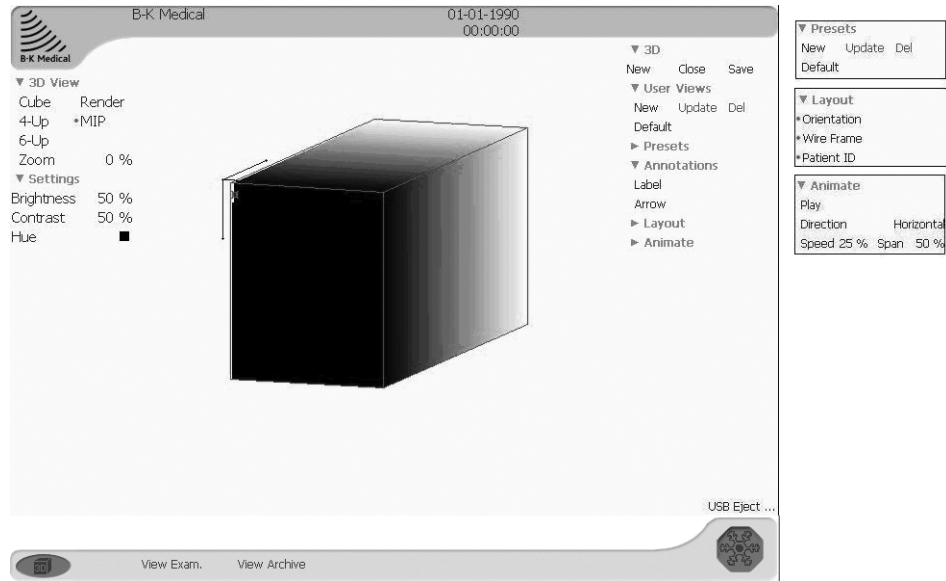 B-K Medical
01-01-1990
00:00:00
B-K Medical
▼ 3D View
Cube Render
4-Up •MIP
6-Up
Zoom 0 %
▼ Settings
Brightness 50 %
Contrast 50 %
Hue
▼ 3D
New Close Save
▼ User Views
New Update Del
Default
► Presets
▼ Annotations
Label
Arrow
► Layout
► Animate
▼ Presets
New Update Del
Default
▼ Layout
•Orientation
•Wire Frame
•Patient ID
▼ Animate
Play
Direction Horizontal
Speed 25 % Span 50 %
USB Eject ...
3D
View Exam. View Archive